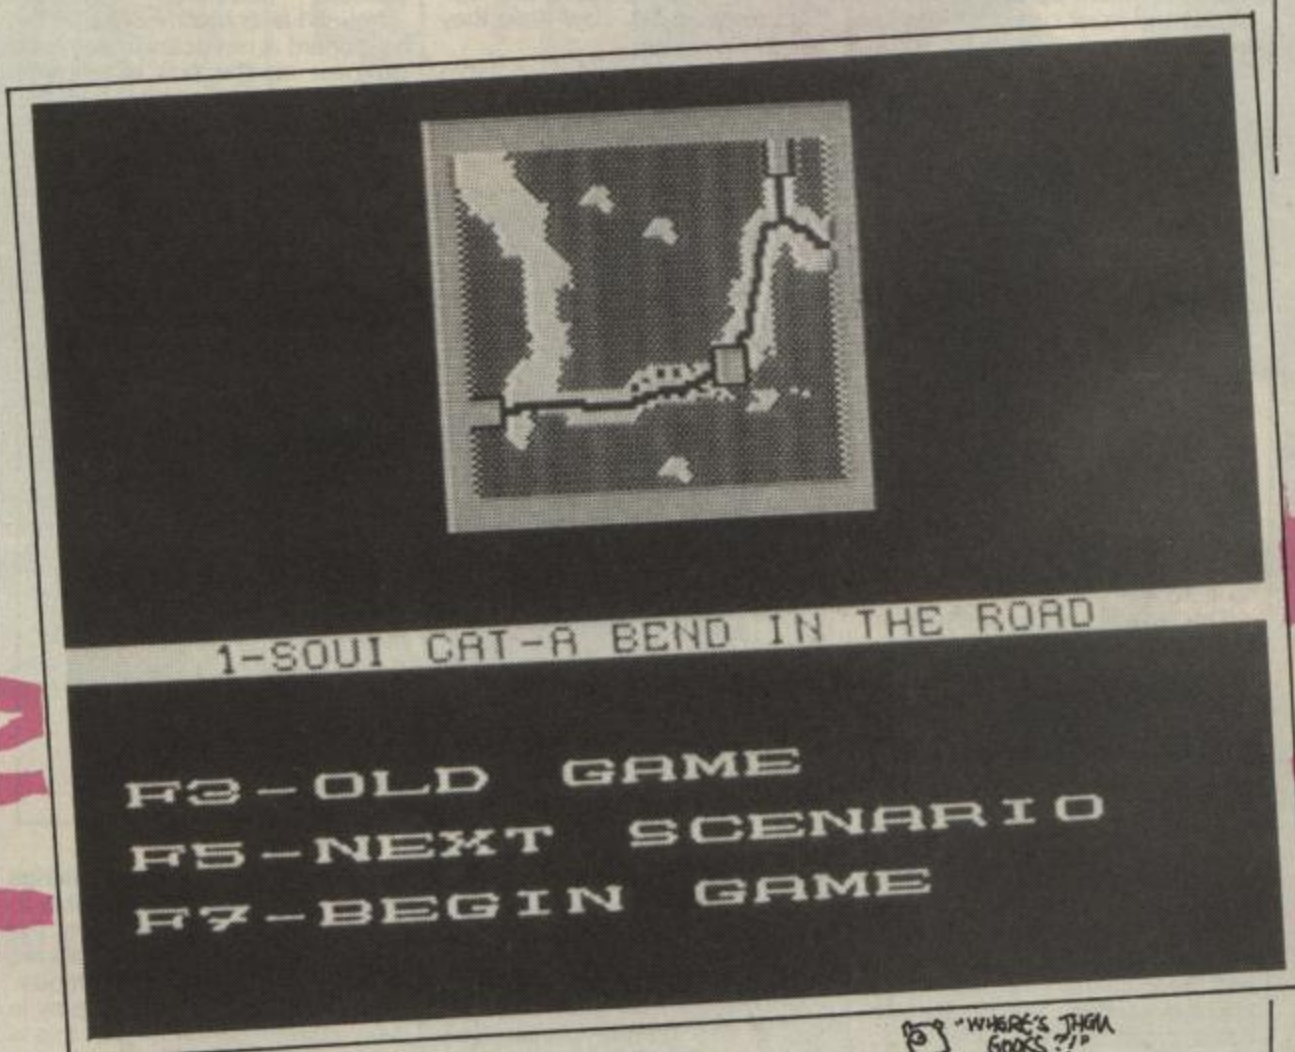 1-SOUI CAT-A BEND IN THE ROAD
F3-OLD GAME
F5-NEXT SCENARIO
F7-BEGIN GAME
"WHERE'S THEM
GOOKS ?!"